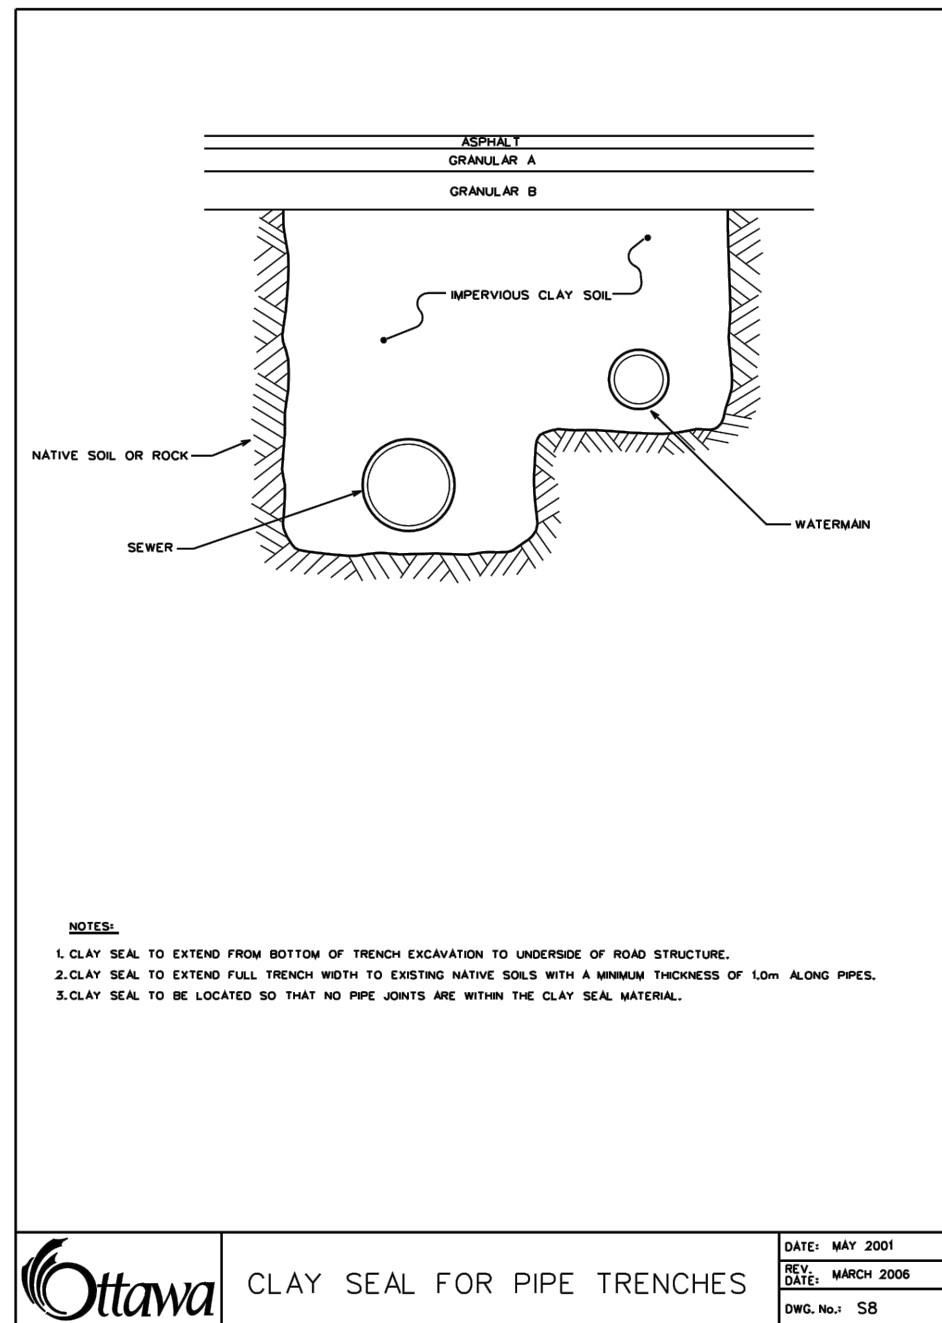 ASPHALT
GRANULAR A
GRANULAR B
IMPERVIOUS CLAY SOIL
NATIVE SOIL OR ROCK
WATERMAIN
SEWER
NOTES:
1. CLAY SEAL TO EXTEND FROM BOTTOM OF TRENCH EXCAVATION TO UNDERSIDE OF ROAD STRUCTURE.
2. CLAY SEAL TO EXTEND FULL TRENCH WIDTH TO EXISTING NATIVE SOILS WITH A MINIMUM THICKNESS OF 1.0m ALONG PIPES.
3. CLAY SEAL TO BE LOCATED SO THAT NO PIPE JOINTS ARE WITHIN THE CLAY SEAL MATERIAL.
Ottawa
CLAY SEAL FOR PIPE TRENCHES
DATE: MAY 2001
REV. DATE: MARCH 2006
DWG. No.: S8